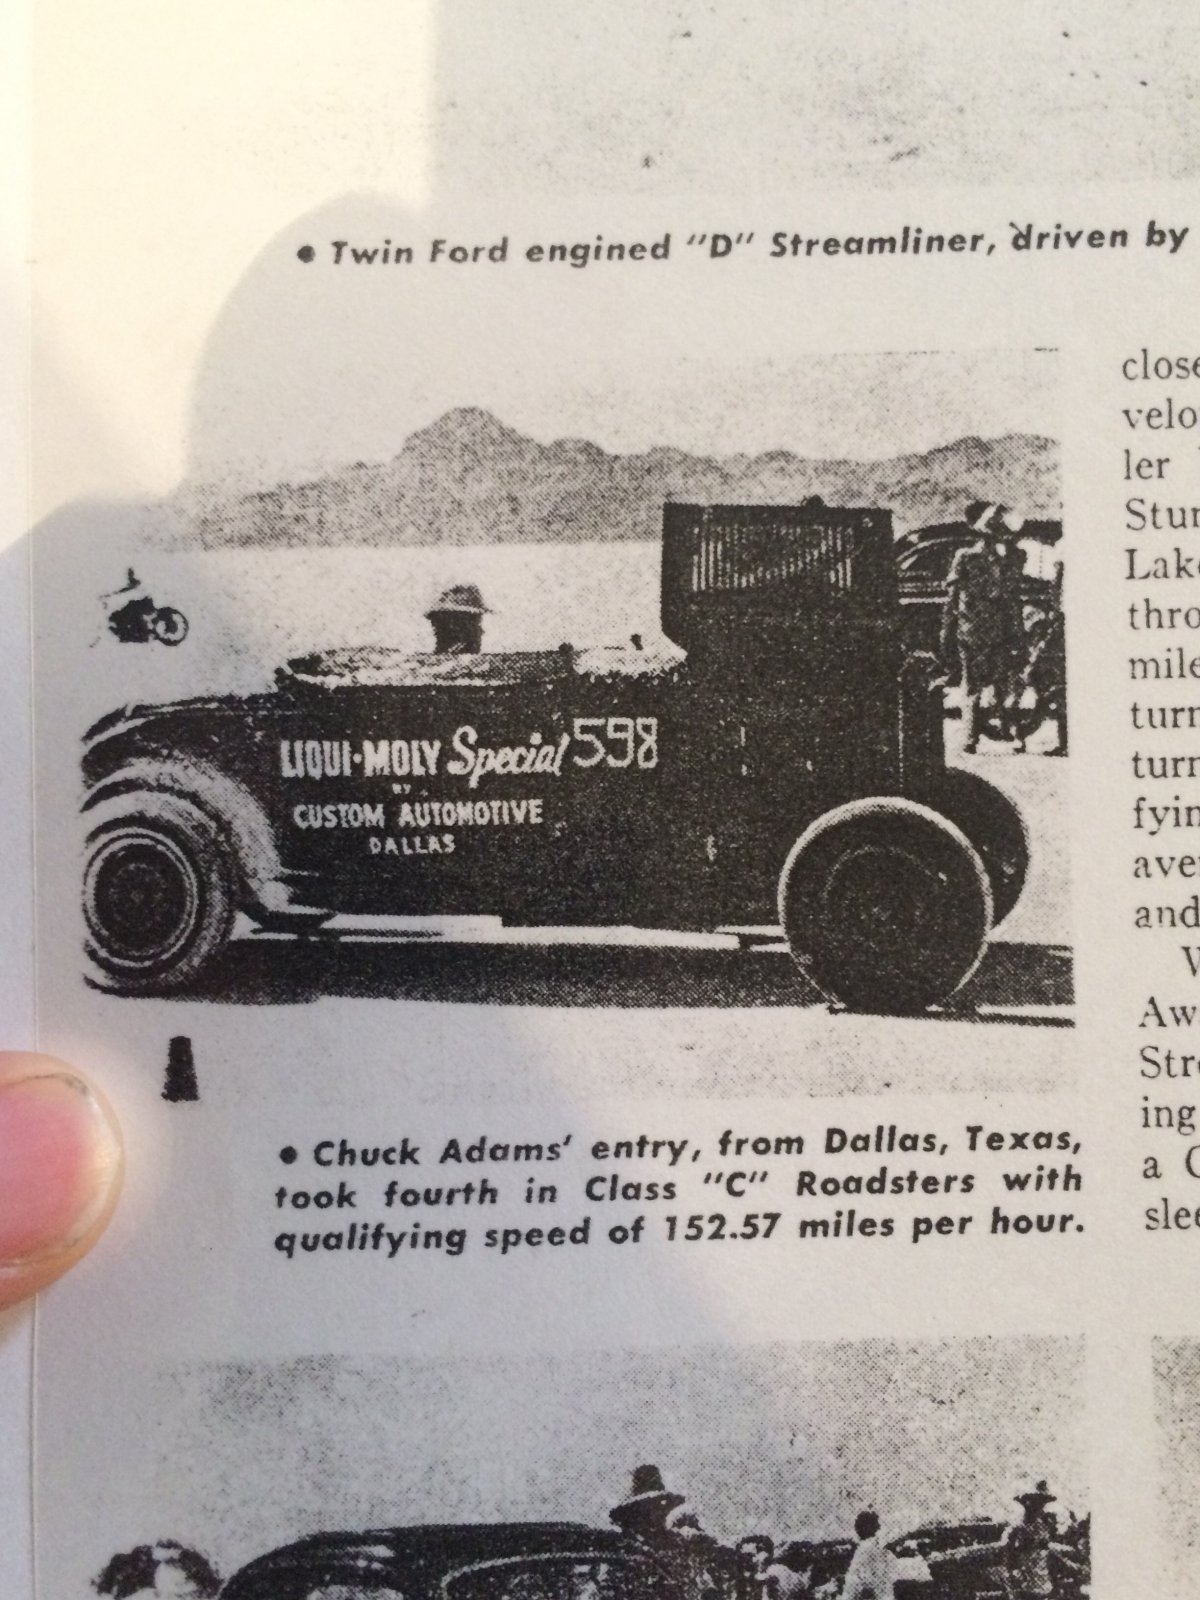 • Twin Ford engined "D" Streamliner, driven by
LIQUI-MOLY Special 598
BY
CUSTOM AUTOMOTIVE
DALLAS
• Chuck Adams' entry, from Dallas, Texas,
took fourth in Class "C" Roadsters with
qualifying speed of 152.57 miles per hour.
close
velo
ler
Stur
Lake
thro
mile
turn
turn
fyin
aver
and
W
Aw
Stre
ing
a C
slee